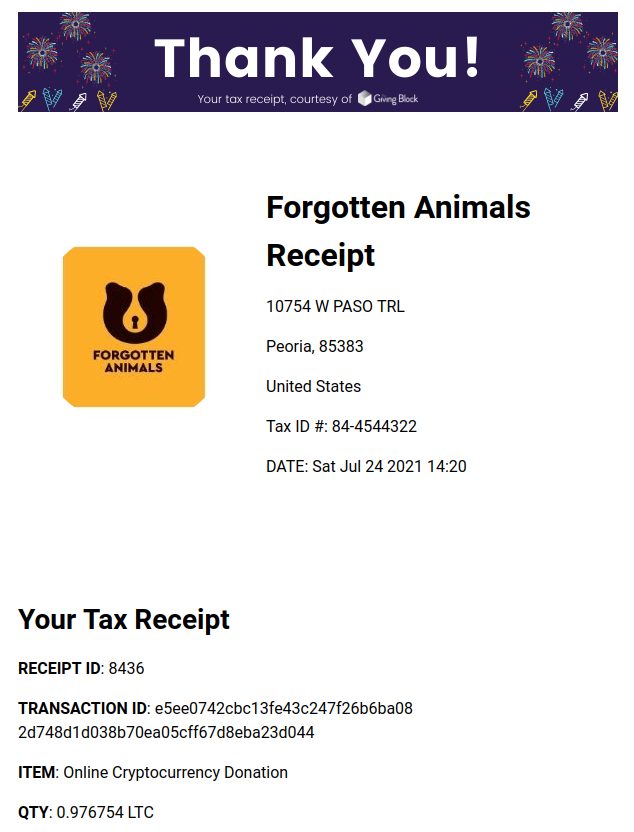 Thank You!
Your tax receipt, courtesy of The Giving Block
Forgotten Animals
Receipt
FORGOTTEN
ANIMALS
10754 W PASO TRL
Peoria, 85383
United States
Tax ID #: 84-4544322
DATE: Sat Jul 24 2021 14:20
Your Tax Receipt
RECEIPT ID: 8436
TRANSACTION ID: e5ee0742cbc13fe43c247f26b6ba08
2d748d1d038b70ea05cff67d8eba23d044
ITEM: Online Cryptocurrency Donation
QTY: 0.976754 LTC